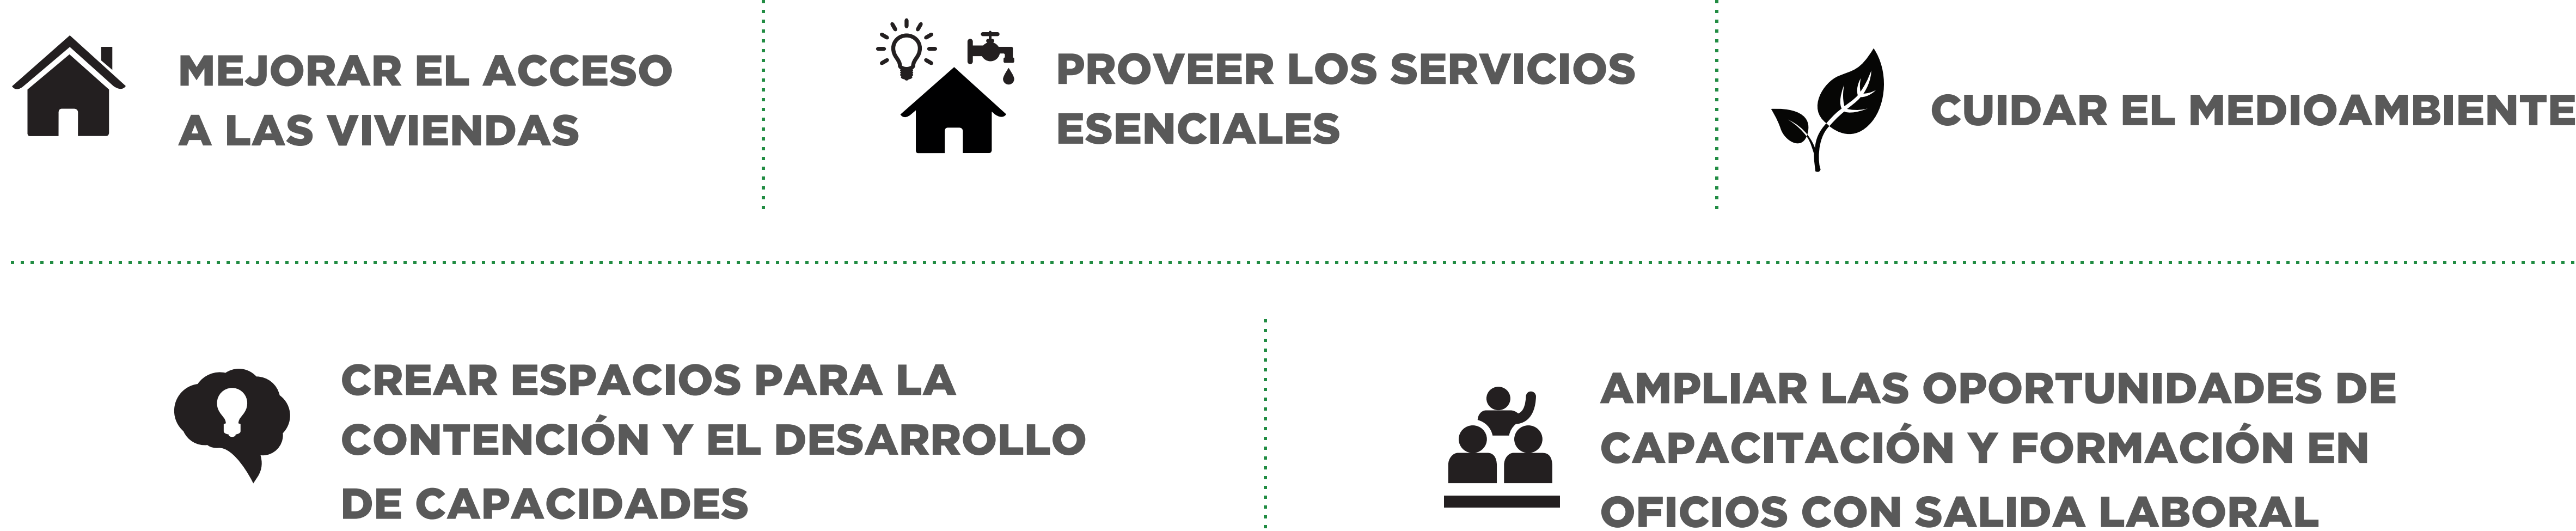 MEJORAR EL ACCESO
A LAS VIVIENDAS
PROVEER LOS SERVICIOS
ESENCIALES
CUIDAR EL MEDIOAMBIENTE
CREAR ESPACIOS PARA LA
CONTENCIÓN Y EL DESARROLLO
DE CAPACIDADES
AMPLIAR LAS OPORTUNIDADES DE
CAPACITACIÓN Y FORMACIÓN EN
OFICIOS CON SALIDA LABORAL